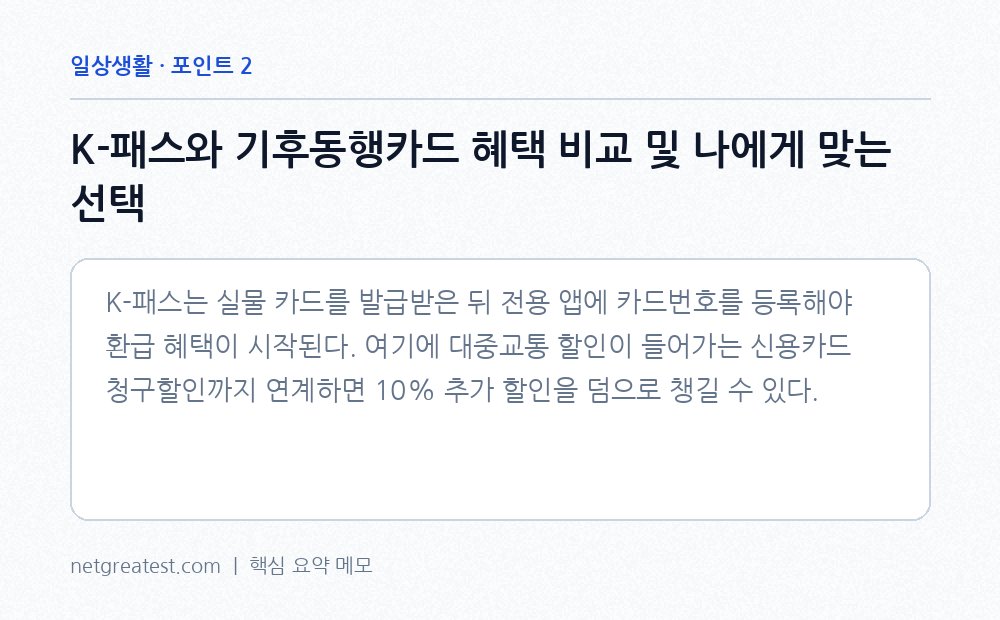 일상생활 · 포인트 2
K-패스와 기후동행카드 혜택 비교 및 나에게 맞는
선택
K-패스는 실물 카드를 발급받은 뒤 전용 앱에 카드번호를 등록해야
환급 혜택이 시작된다. 여기에 대중교통 할인이 들어가는 신용카드
청구할인까지 연계하면 10% 추가 할인을 덤으로 챙길 수 있다.
netgreatest.com | 핵심 요약 메모